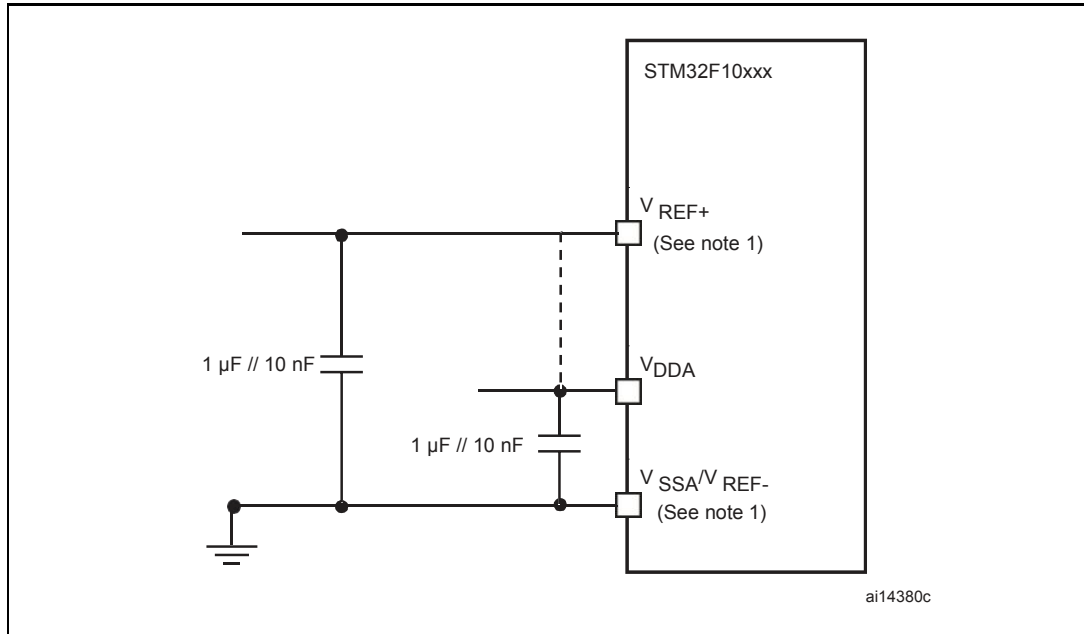 STM32F10xxx
V REF+
(See note 1)
1 µF // 10 nF
VDDA
1 µF // 10 nF
V SSA/V REF-
(See note 1)
ai14380c